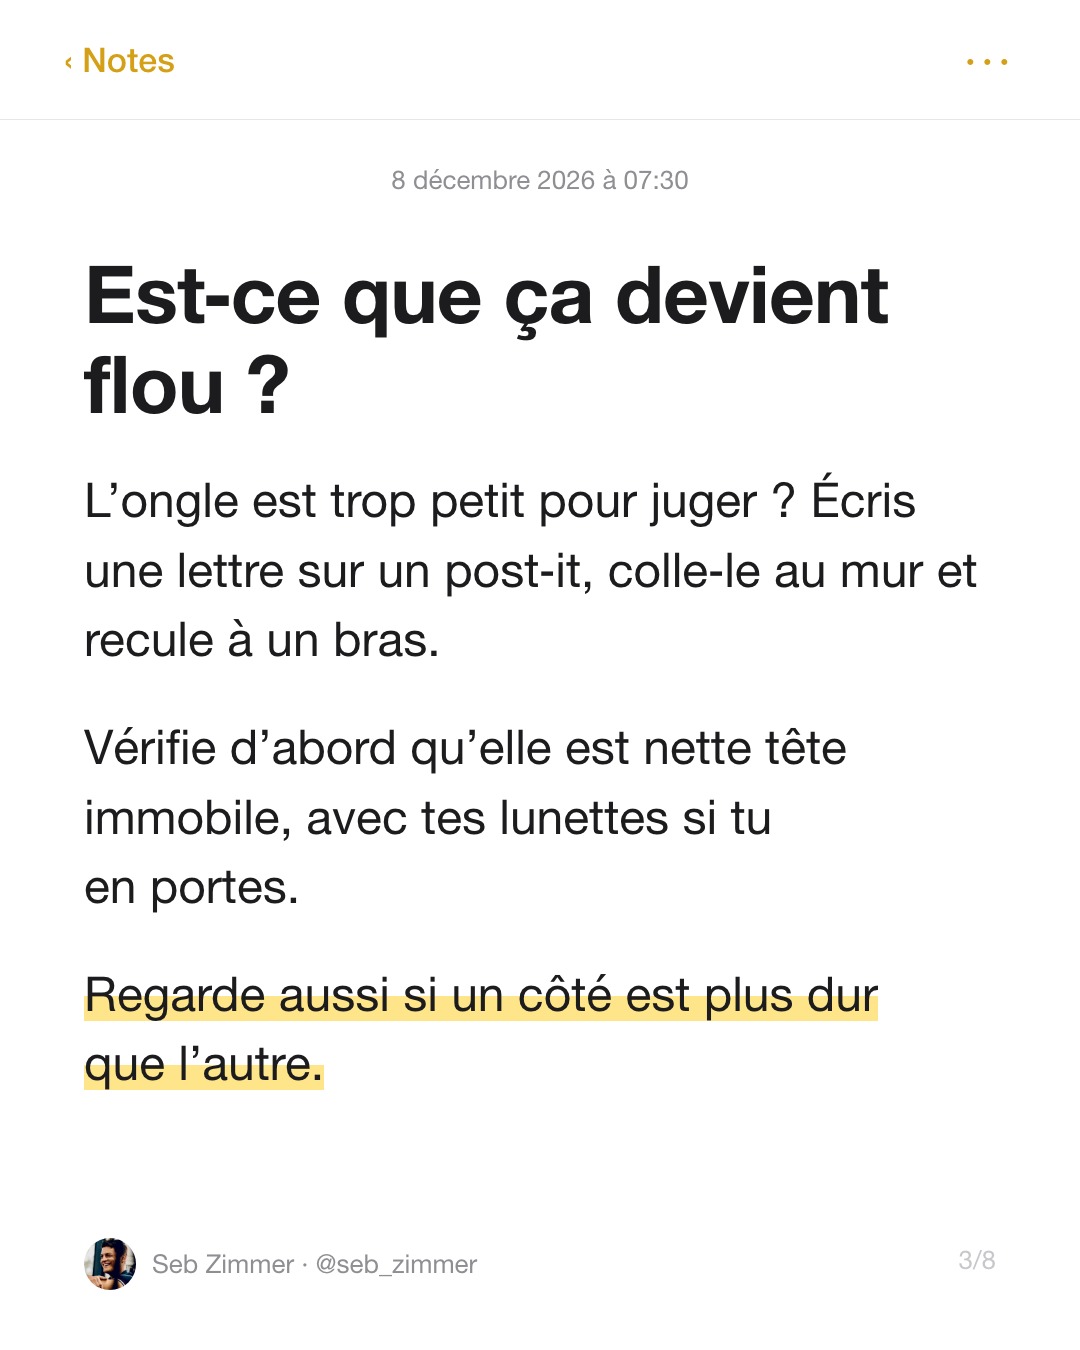 ‹ Notes
8 décembre 2026 à 07:30
Est-ce que ça devient
flou ?
L’ongle est trop petit pour juger ? Écris
une lettre sur un post-it, colle-le au mur et
recule à un bras.
Vérifie d’abord qu’elle est nette tête
immobile, avec tes lunettes si tu
en portes.
Regarde aussi si un côté est plus dur
que l’autre.
Seb Zimmer · @seb_zimmer
3/8